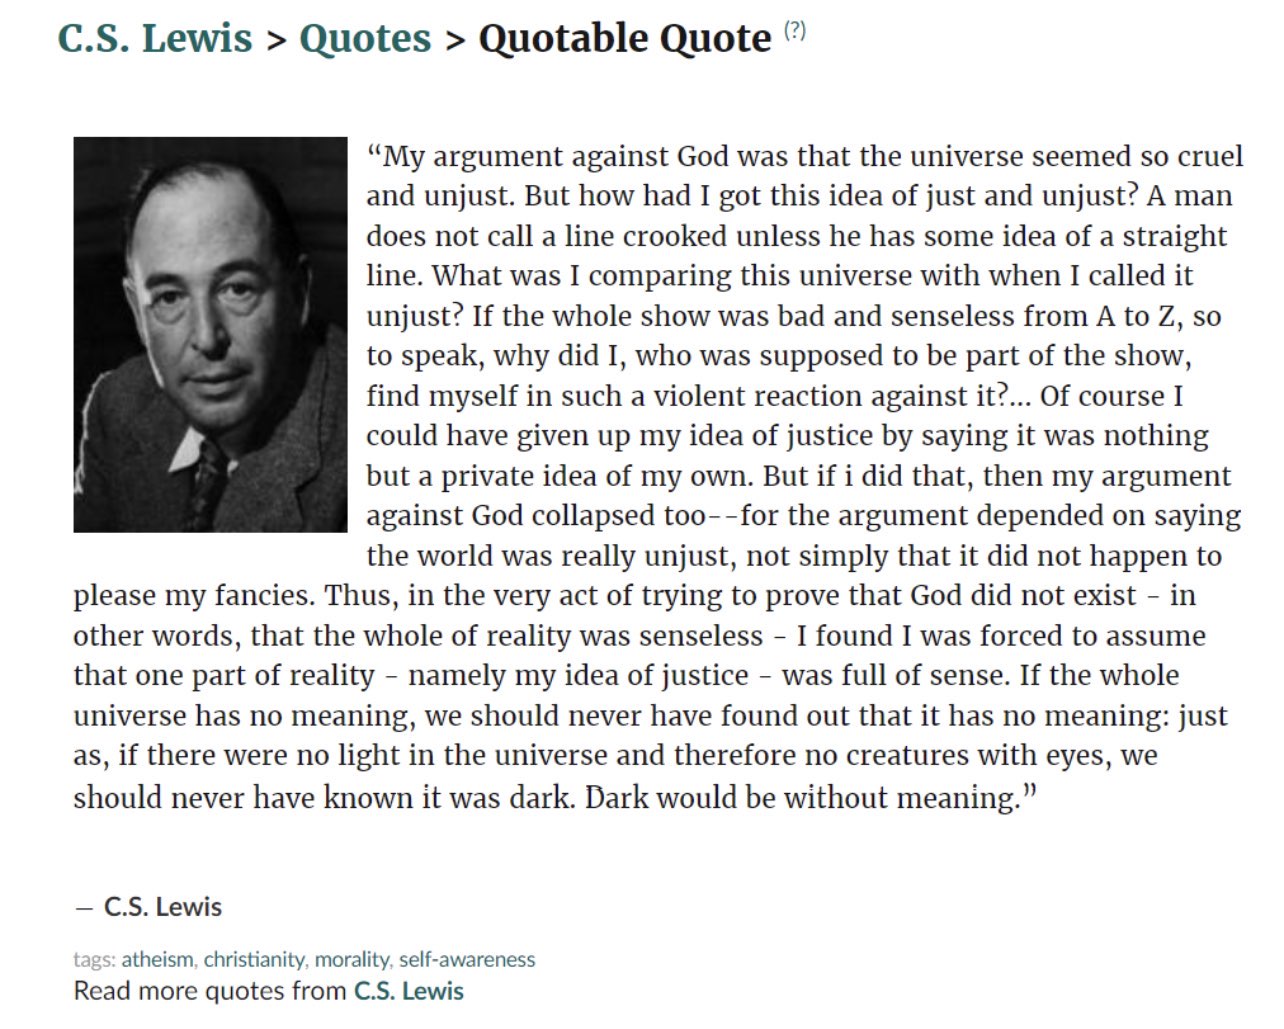 C.S. Lewis > Quotes > Quotable Quote (?)
“My argument against God was that the universe seemed so cruel
and unjust. But how had I got this idea of just and unjust? A man
does not call a line crooked unless he has some idea of a straight
line. What was I comparing this universe with when I called it
unjust? If the whole show was bad and senseless from A to Z, so
to speak, why did I, who was supposed to be part of the show,
find myself in such a violent reaction against it?... Of course I
could have given up my idea of justice by saying it was nothing
but a private idea of my own. But if i did that, then my argument
against God collapsed too--for the argument depended on saying
the world was really unjust, not simply that it did not happen to
please my fancies. Thus, in the very act of trying to prove that God did not exist - in
other words, that the whole of reality was senseless - I found I was forced to assume
that one part of reality - namely my idea of justice - was full of sense. If the whole
universe has no meaning, we should never have found out that it has no meaning: just
as, if there were no light in the universe and therefore no creatures with eyes, we
should never have known it was dark. Dark would be without meaning.”
― C.S. Lewis
tags: atheism, christianity, morality, self-awareness
Read more quotes from C.S. Lewis